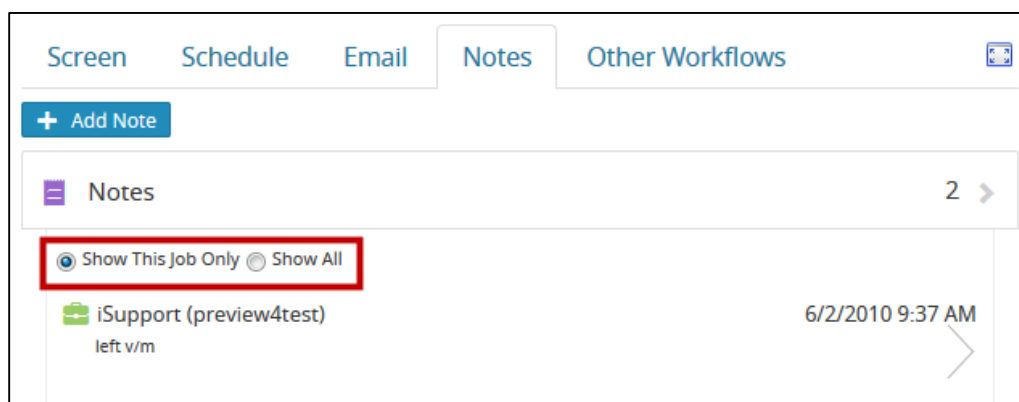 Screen Schedule Email Notes Other Workflows
Add Note
Notes 2
Show This Job Only Show All
iSupport (preview4test) 6/2/2010 9:37 AM
left v/m